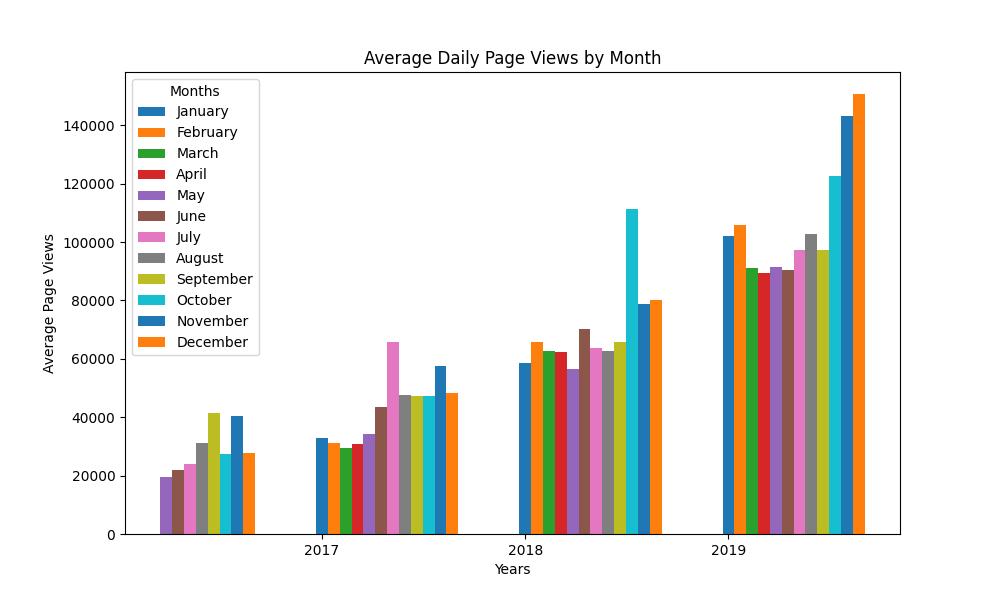 Average Daily Page Views by Month
Average Page Views
140000
120000
100000
80000
60000
40000
20000
0
Months
January
February
March
April
May
June
July
August
September
October
November
December
2017
2018
2019
Years